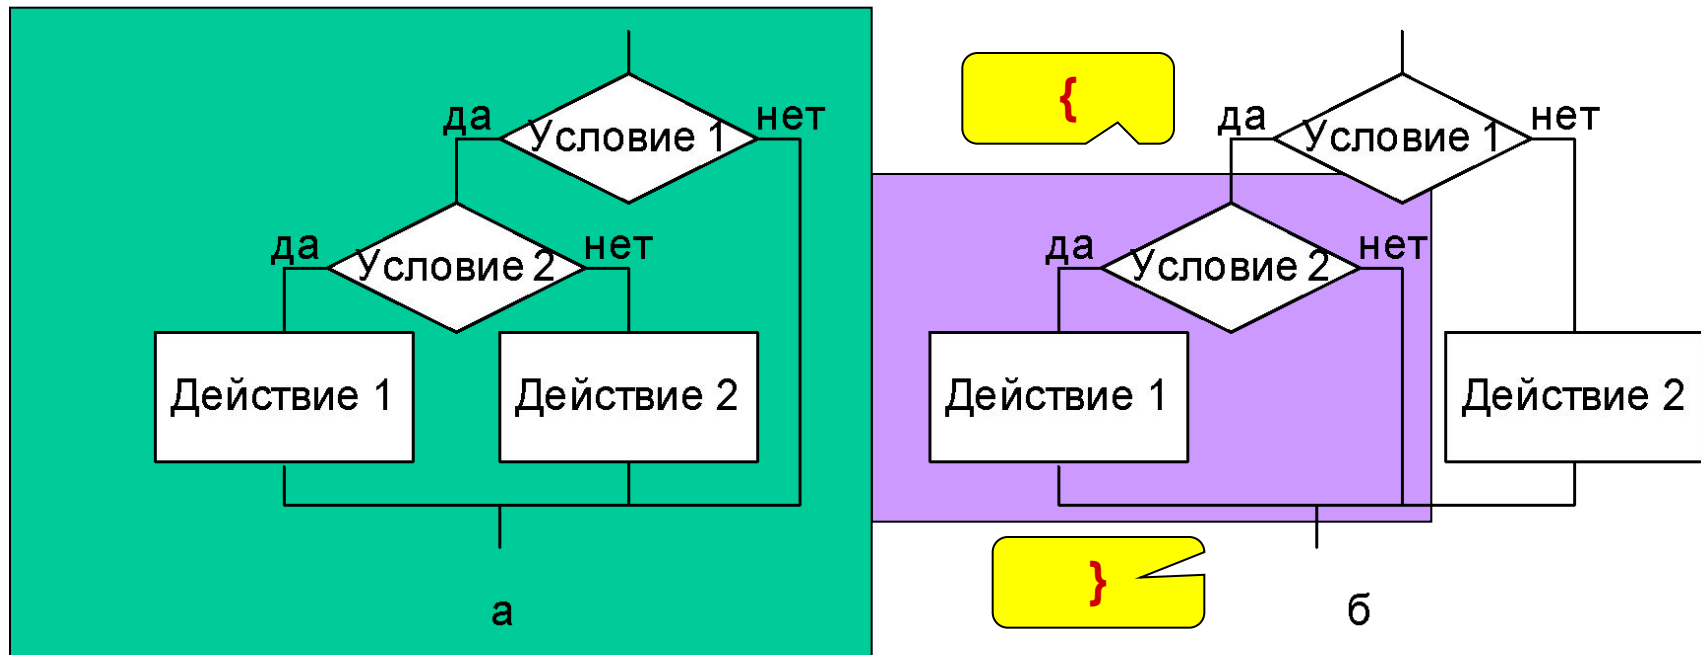 да
Условие 1
нет
да
Условие 2
нет
Действие 1
Действие 2
а
{
да
Условие 1
нет
да
Условие 2
нет
Действие 1
Действие 2
}
б